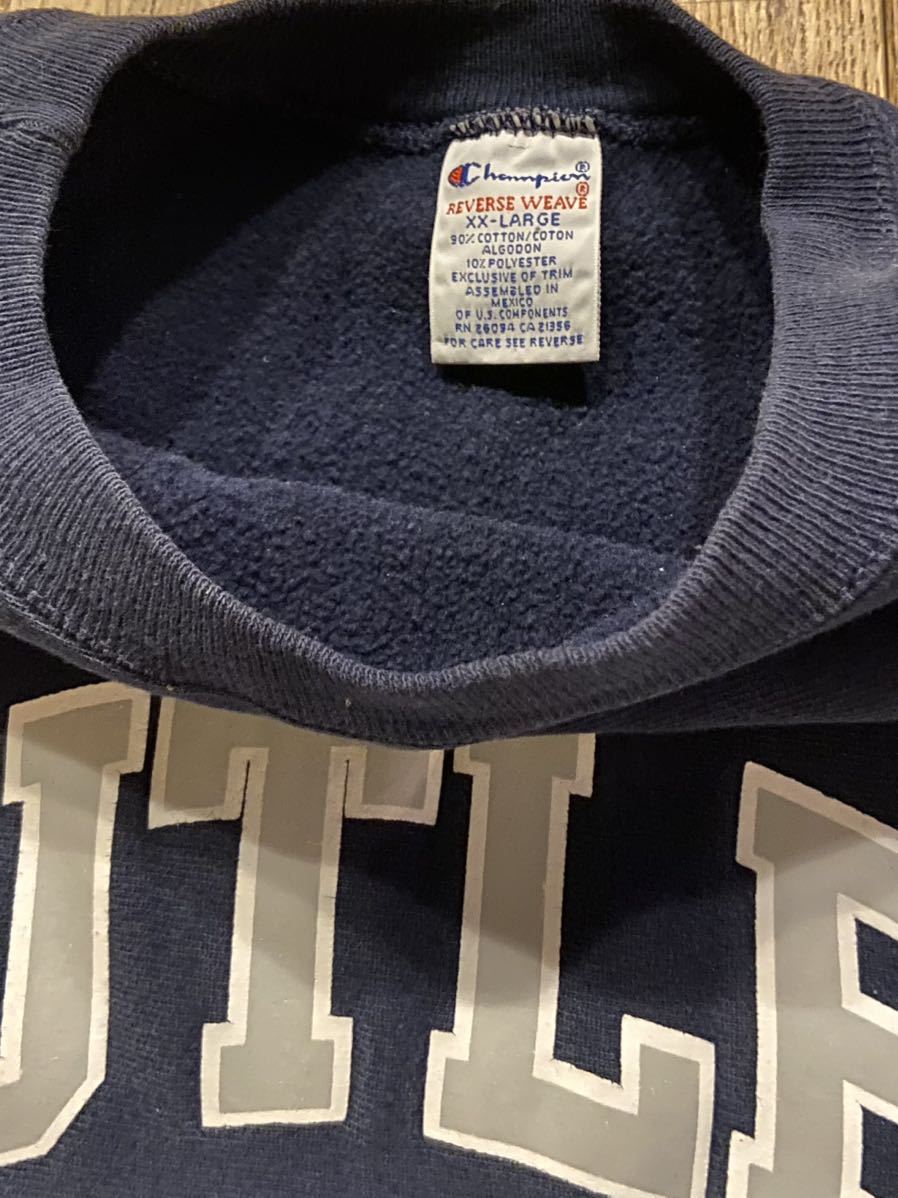 Champion®
REVERSE WEAVE®
XX-LARGE
90% COTTON/COTON
ALGODON
10% POLYESTER
EXCLUSIVE OF TRIM
ASSEMBLED IN
MEXICO
OF U.S. COMPONENTS
RN 26094 CA 21356
FOR CARE SEE REVERSE
UTLE